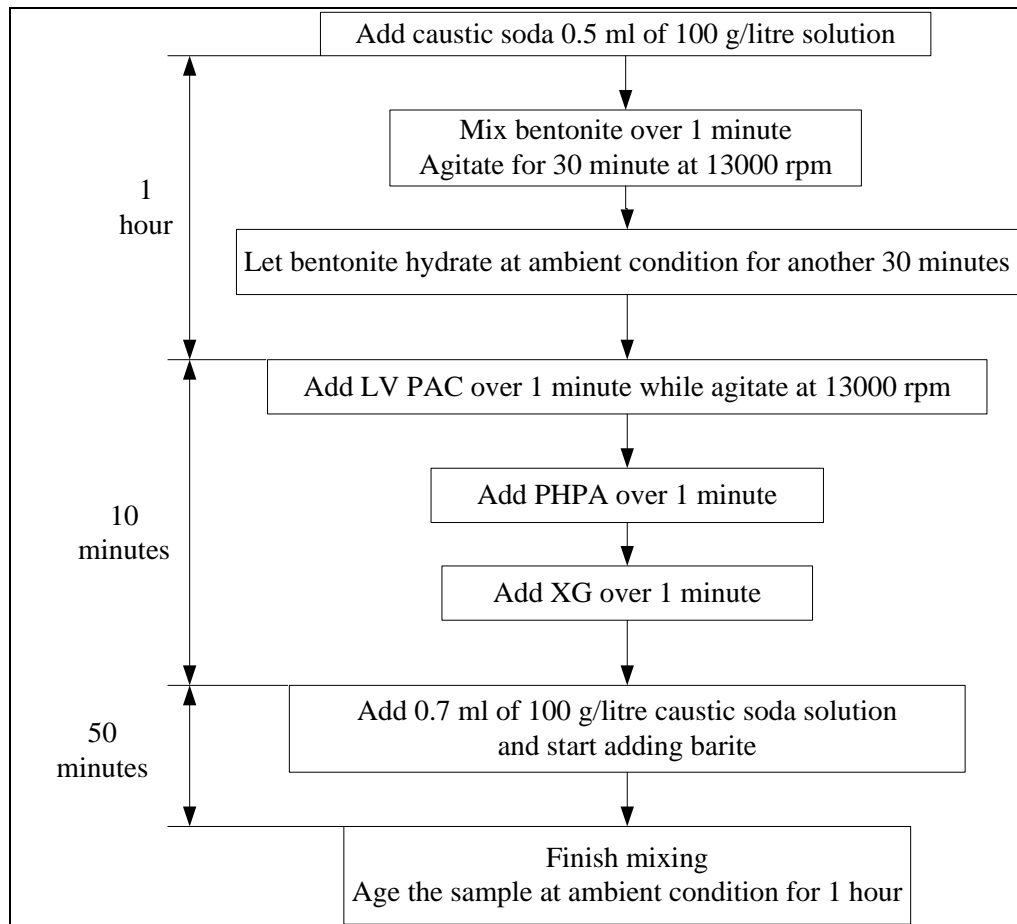 Add caustic soda 0.5 ml of 100 g/litre solution
Mix bentonite over 1 minute
Agitate for 30 minute at 13000 rpm
1
hour
Let bentonite hydrate at ambient condition for another 30 minutes
Add LV PAC over 1 minute while agitate at 13000 rpm
Add PHPA over 1 minute
10
minutes
Add XG over 1 minute
Add 0.7 ml of 100 g/litre caustic soda solution
and start adding barite
50
minutes
Finish mixing
Age the sample at ambient condition for 1 hour